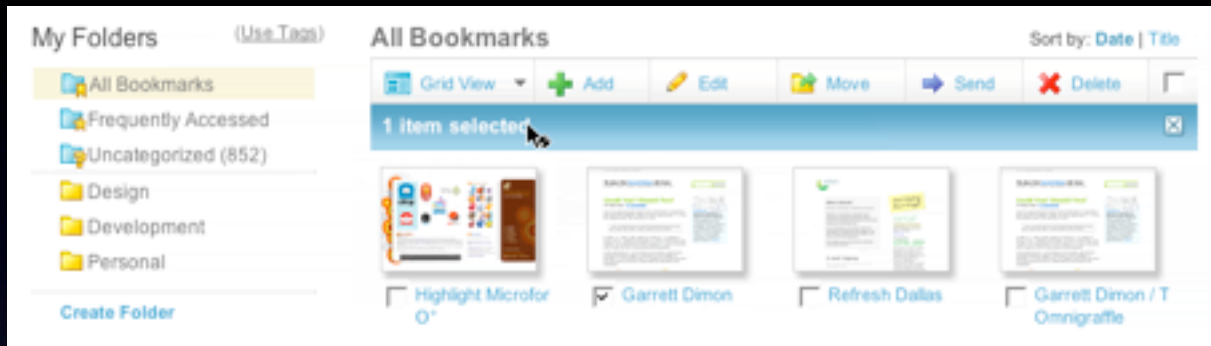 My Folders (Use Tags)
All Bookmarks
Frequently Accessed
Uncategorized (852)
Design
Development
Personal
Create Folder
All Bookmarks
Sort by: Date | Title
Grid View Add Edit Move Send Delete
1 item selected
Highlight Microfor
O"
Garrett Dimon
Refresh Dallas
Garrett Dimon / T
Omnigraffle